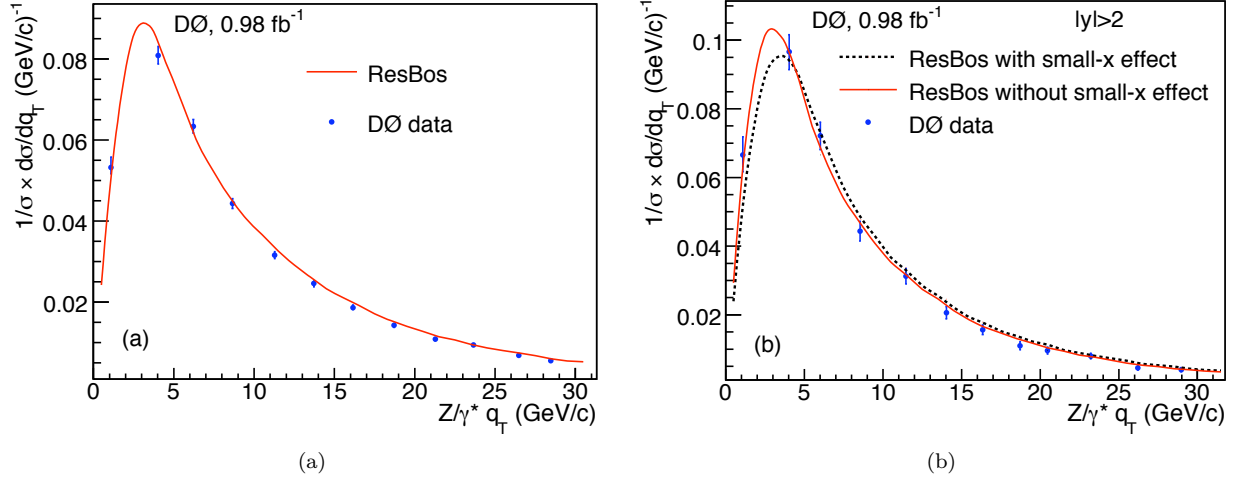 DØ, 0.98 fb⁻¹
ResBos
DØ data
1/σ × dσ/dq_T (GeV/c)⁻¹
0.08
0.06
0.04
0.02
(a)
0 5 10 15 20 25 30
Z/γ* q_T (GeV/c)
(a)
DØ, 0.98 fb⁻¹ |y|>2
ResBos with small-x effect
ResBos without small-x effect
DØ data
1/σ × dσ/dq_T (GeV/c)⁻¹
0.1
0.08
0.06
0.04
0.02
(b)
0 5 10 15 20 25 30
Z/γ* q_T (GeV/c)
(b)